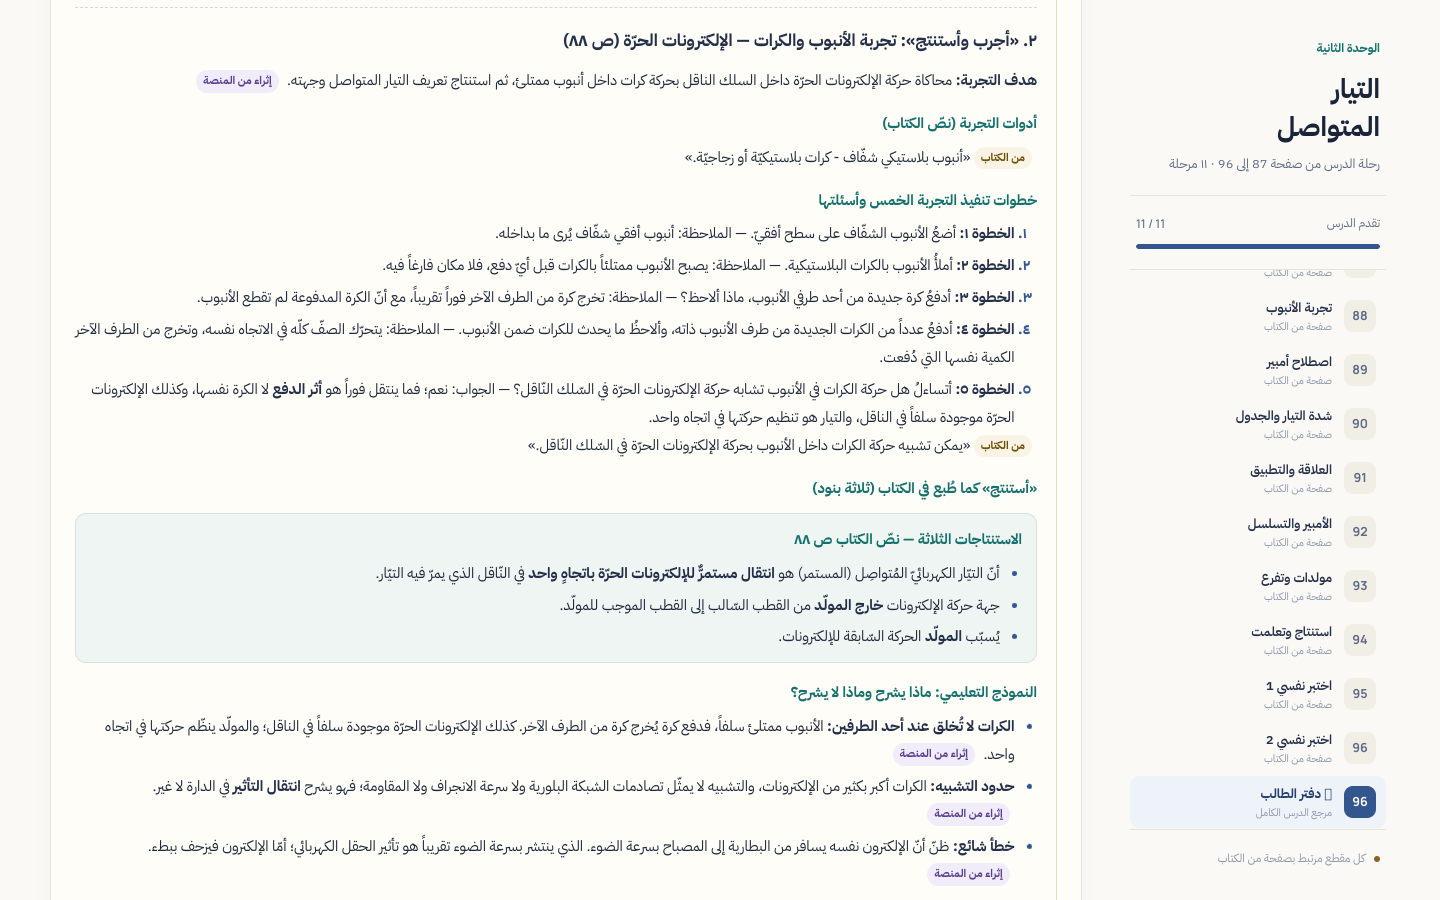 الوحدة الثانية
التيار
المتواصل
رحلة الدرس من صفحة 87 إلى 96 · ١١ مرحلة
تقدم الدرس
11 / 11
صفحة من الكتاب
88
تجربة الأنبوب
صفحة من الكتاب
89
اصطلاح أمبير
صفحة من الكتاب
90
شدة التيار والجدول
صفحة من الكتاب
91
العلاقة والتطبيق
صفحة من الكتاب
92
الأمبير والتسلسل
صفحة من الكتاب
93
مولدات وتفرع
صفحة من الكتاب
94
استنتاج وتعلمت
صفحة من الكتاب
95
اختبر نفسي 1
صفحة من الكتاب
96
اختبر نفسي 2
صفحة من الكتاب
96
دفتر الطالب
مرجع الدرس الكامل
كل مقطع مرتبط بصفحة من الكتاب
٢. «أجرب وأستنتج»: تجربة الأنبوب والكرات — الإلكترونات الحرّة (ص ٨٨)
هدف التجربة: محاكاة حركة الإلكترونات الحرّة داخل السلك الناقل بحركة كرات داخل أنبوب ممتلئ، ثم استنتاج تعريف التيار المتواصل وجهته. إثراء من المنصة
أدوات التجربة (نصّ الكتاب)
من الكتاب «أنبوب بلاستيكي شفّاف - كرات بلاستيكيّة أو زجاجيّة.»
خطوات تنفيذ التجربة الخمس وأسئلتها
١. الخطوة ١: أضعُ الأنبوب الشفّاف على سطح أفقيّ. — الملاحظة: أنبوب أفقي شفّاف يُرى ما بداخله.
٢. الخطوة ٢: أملأُ الأنبوب بالكرات البلاستيكية. — الملاحظة: يصبح الأنبوب ممتلئاً بالكرات قبل أيّ دفع، فلا مكان فارغاً فيه.
٣. الخطوة ٣: أدفعُ كرة جديدة من أحد طرفي الأنبوب، ماذا ألاحظ؟ — الملاحظة: تخرج كرة من الطرف الآخر فوراً تقريباً، مع أنّ الكرة المدفوعة لم تقطع الأنبوب.
٤. الخطوة ٤: أدفعُ عدداً من الكرات الجديدة من طرف الأنبوب ذاته، وألاحظُ ما يحدث للكرات ضمن الأنبوب. — الملاحظة: يتحرّك الصفّ كلّه في الاتجاه نفسه، وتخرج من الطرف الآخر
الكمية نفسها التي دُفعت.
٥. الخطوة ٥: أتساءلُ هل حركة الكرات في الأنبوب تشابه حركة الإلكترونات الحرّة في السّلك النّاقل؟ — الجواب: نعم؛ فما ينتقل فوراً هو أثر الدفع لا الكرة نفسها، وكذلك الإلكترونات
الحرّة موجودة سلفاً في الناقل، والتيار هو تنظيم حركتها في اتجاه واحد.
من الكتاب «يمكن تشبيه حركة الكرات داخل الأنبوب بحركة الإلكترونات الحرّة في السّلك النّاقل.»
«أستنتج» كما طُبع في الكتاب (ثلاثة بنود)
الاستنتاجات الثلاثة — نصّ الكتاب ص ٨٨
• أنّ التيّار الكهربائيّ المُتواصِل (المستمر) هو انتقال مستمرٌّ للإلكترونات الحرّة باتجاهٍ واحد في النّاقل الذي يمرّ فيه التيّار.
• جهة حركة الإلكترونات خارج المولّد من القطب السّالب إلى القطب الموجب للمولّد.
• يُسبّب المولّد الحركة السّابقة للإلكترونات.
النموذج التعليمي: ماذا يشرح وماذا لا يشرح؟
• الكرات لا تُخلق عند أحد الطرفين: الأنبوب ممتلئ سلفاً، فدفع كرة يُخرج كرة من الطرف الآخر. كذلك الإلكترونات الحرّة موجودة سلفاً في الناقل؛ والمولّد ينظّم حركتها في اتجاه
واحد. إثراء من المنصة
• حدود التشبيه: الكرات أكبر بكثير من الإلكترونات، والتشبيه لا يمثّل تصادمات الشبكة البلورية ولا سرعة الانجراف ولا المقاومة؛ فهو يشرح انتقال التأثير في الدارة لا غير.
إثراء من المنصة
• خطأ شائع: ظنّ أنّ الإلكترون نفسه يسافر من البطارية إلى المصباح بسرعة الضوء. الذي ينتشر بسرعة الضوء تقريباً هو تأثير الحقل الكهربائي؛ أمّا الإلكترون فيزحف ببطء.
إثراء من المنصة